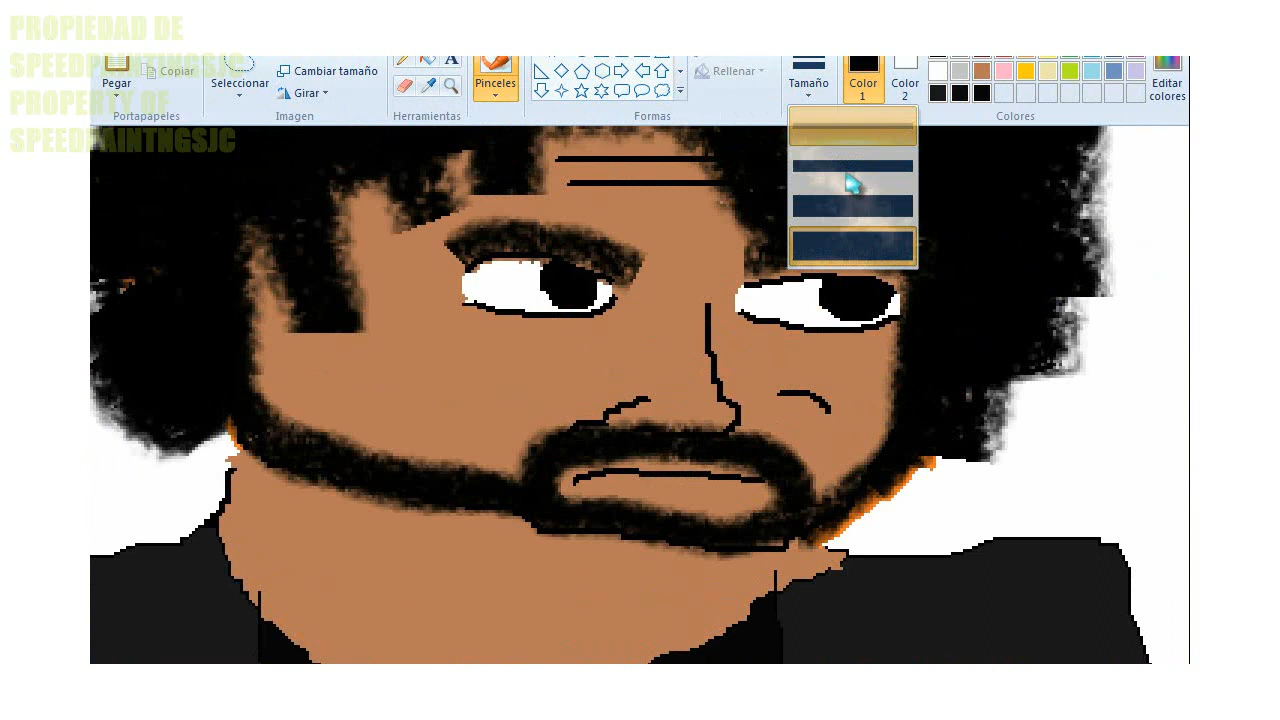 PROPIEDAD DE
SPEEDPAINTINGSJC
PROPERTY OF
SPEEDPAINTNGSJC
Pegar
Copiar
Portapapeles
Seleccionar
Cambiar tamaño
Girar
Imagen
A
Herramientas
Pinceles
Rellenar
Formas
Tamaño
Color
1
Color
2
Editar
colores
Colores